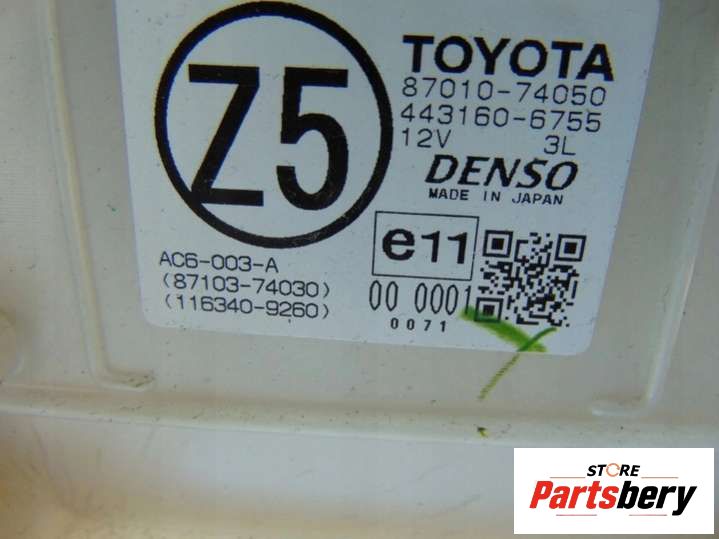 Z5
TOYOTA
87010-74050
443160-6755
12V 3L
DENSO
MADE IN JAPAN
AC6-003-A
(87103-74030)
(116340-9260)
e11
00 0001
0071
STORE
Partsbery